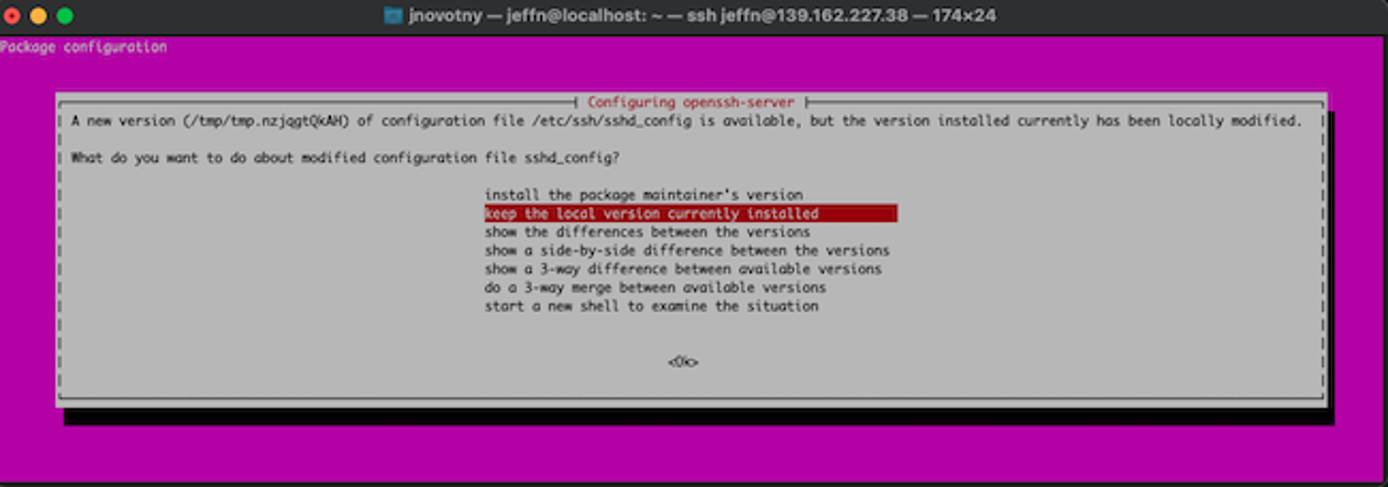 jnovotny — jeffn@localhost: ~ — ssh jeffn@139.162.227.38 — 174×24
Package configuration
Configuring openssh-server
A new version (/tmp/tmp.nzjqgtQkAH) of configuration file /etc/ssh/sshd_config is available, but the version installed currently has been locally modified.
What do you want to do about modified configuration file sshd_config?
install the package maintainer's version
keep the local version currently installed
show the differences between the versions
show a side-by-side difference between the versions
show a 3-way difference between available versions
do a 3-way merge between available versions
start a new shell to examine the situation
<Ok>